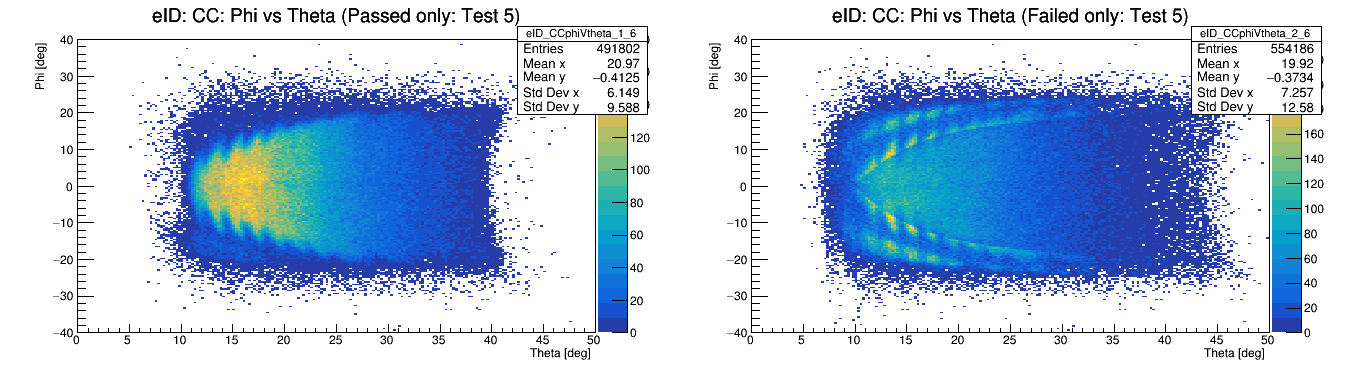 eID: CC: Phi vs Theta (Passed only: Test 5)
eID_CCphiVtheta_1_6
Entries 491802
Mean x 20.97
Mean y −0.4125
Std Dev x 6.149
Std Dev y 9.588
Phi [deg]
40
30
20
10
0
−10
−20
−30
−40
0 5 10 15 20 25 30 35 40 45 50
Theta [deg]
120
100
80
60
40
20
0
eID: CC: Phi vs Theta (Failed only: Test 5)
eID_CCphiVtheta_2_6
Entries 554186
Mean x 19.92
Mean y −0.3734
Std Dev x 7.257
Std Dev y 12.58
Phi [deg]
40
30
20
10
0
−10
−20
−30
−40
0 5 10 15 20 25 30 35 40 45 50
Theta [deg]
160
140
120
100
80
60
40
20
0